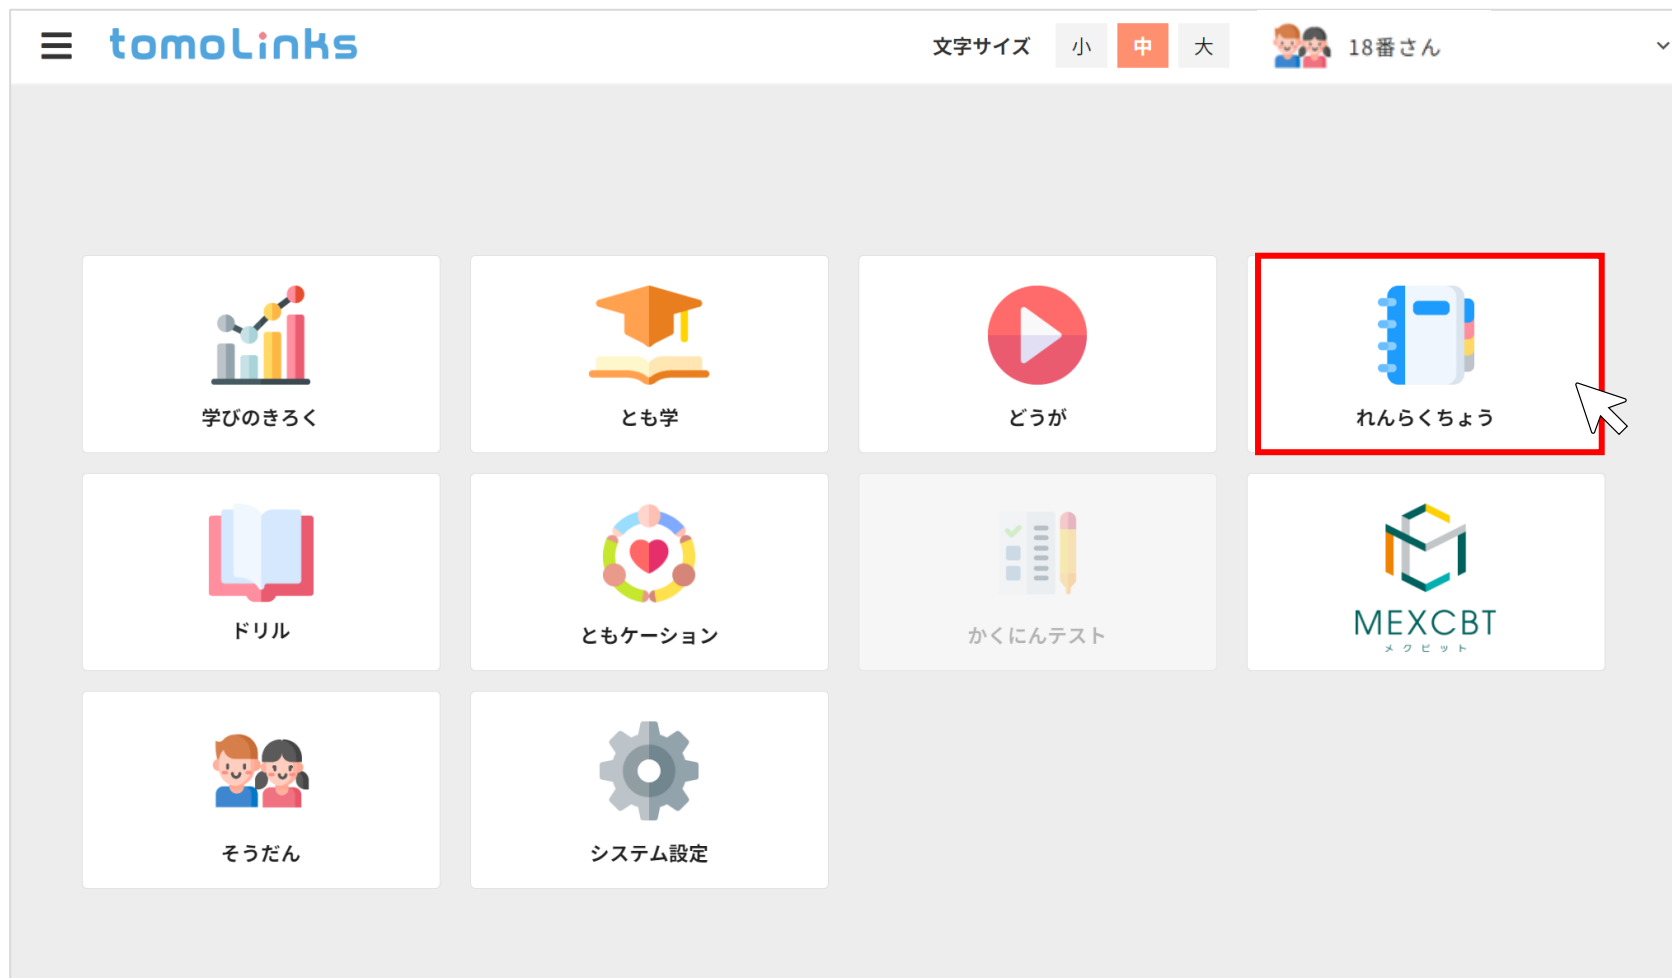 tomoLinks 文字サイズ 小 中 大 18番さん
学びのきろく とも学 どうが れんらくちょう
ドリル ともケーション かくにんテスト MEXCBT
メクビット
そうだん システム設定